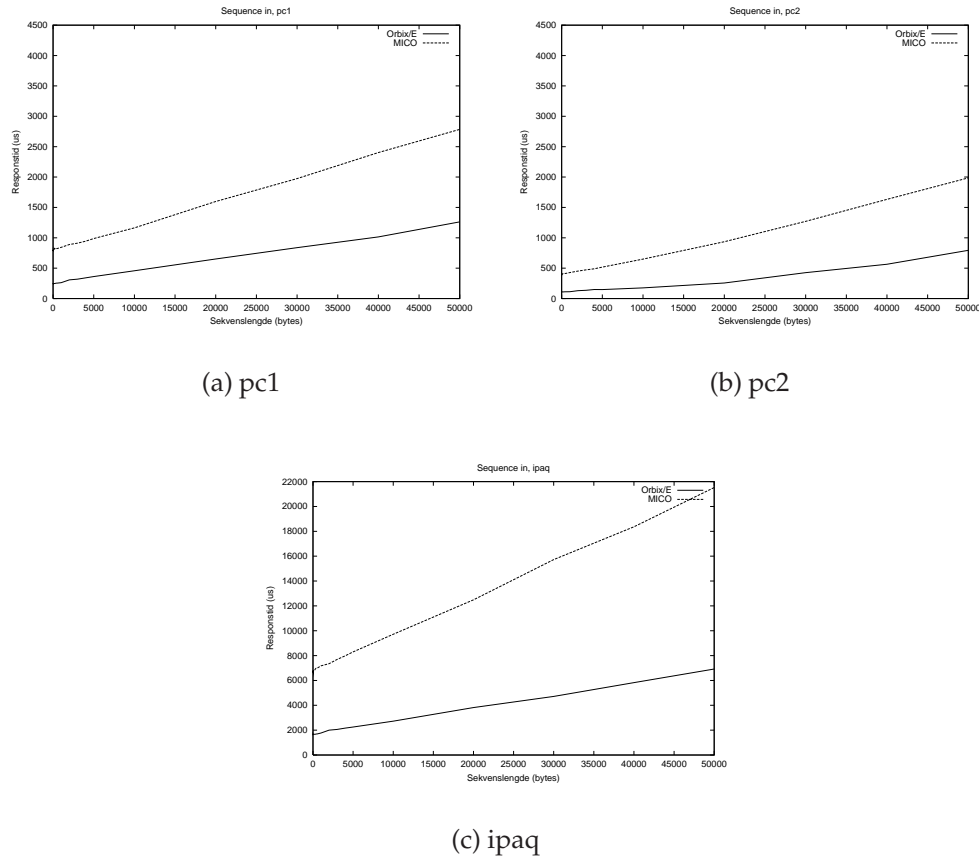 Sequence in, pc1
4500
4000
3500
3000
2500
2000
1500
1000
500
0
Responstid (us)
Orbix/E
MICO
0 5000 10000 15000 20000 25000 30000 35000 40000 45000 50000
Sekvenslengde (bytes)
(a) pc1
Sequence in, pc2
4500
4000
3500
3000
2500
2000
1500
1000
500
0
Responstid (us)
Orbix/E
MICO
0 5000 10000 15000 20000 25000 30000 35000 40000 45000 50000
Sekvenslengde (bytes)
(b) pc2
Sequence in, ipaq
22000
20000
18000
16000
14000
12000
10000
8000
6000
4000
2000
0
Responstid (us)
Orbix/E
MICO
0 5000 10000 15000 20000 25000 30000 35000 40000 45000 50000
Sekvenslengde (bytes)
(c) ipaq